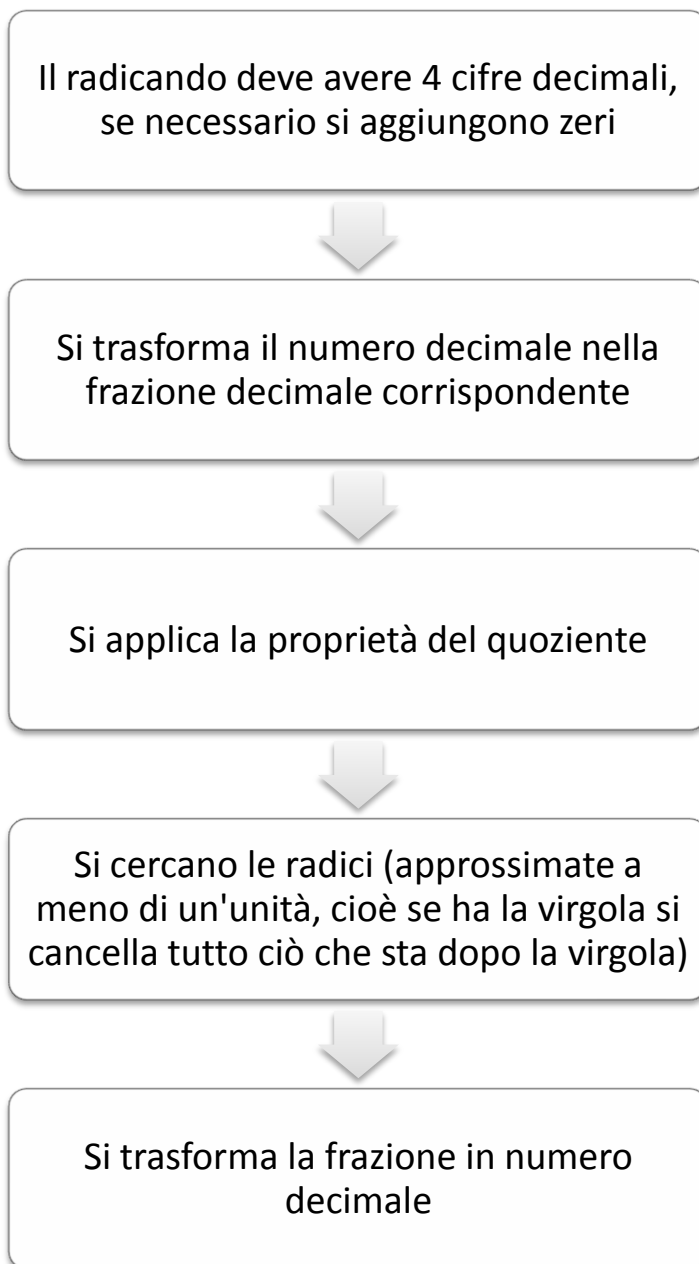 Il radicando deve avere 4 cifre decimali,
se necessario si aggiungono zeri
Si trasforma il numero decimale nella
frazione decimale corrispondente
Si applica la proprietà del quoziente
Si cercano le radici (approssimate a
meno di un'unità, cioè se ha la virgola si
cancella tutto ciò che sta dopo la virgola)
Si trasforma la frazione in numero
decimale